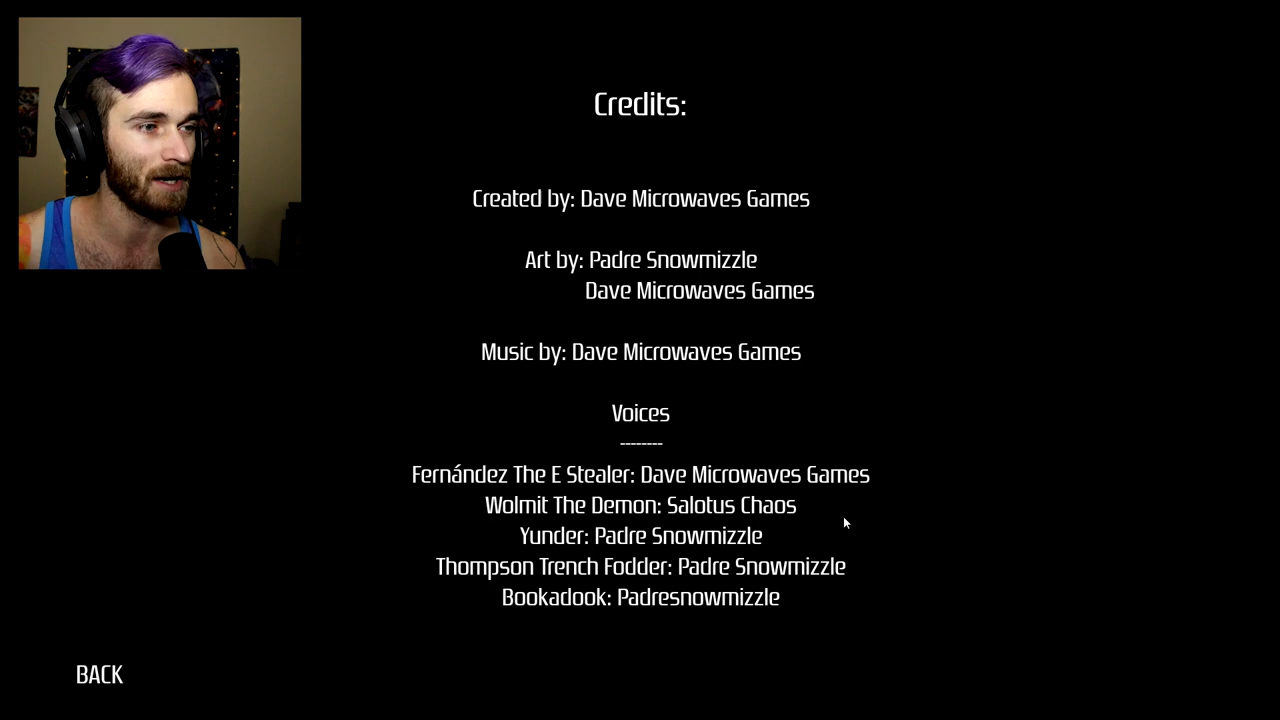 Credits:
Created by: Dave Microwaves Games
Art by: Padre Snowmizzle
Dave Microwaves Games
Music by: Dave Microwaves Games
Voices
--------
Fernández The E Stealer: Dave Microwaves Games
Wolmit The Demon: Salotus Chaos
Yunder: Padre Snowmizzle
Thompson Trench Fodder: Padre Snowmizzle
Bookadook: Padresnowmizzle
BACK